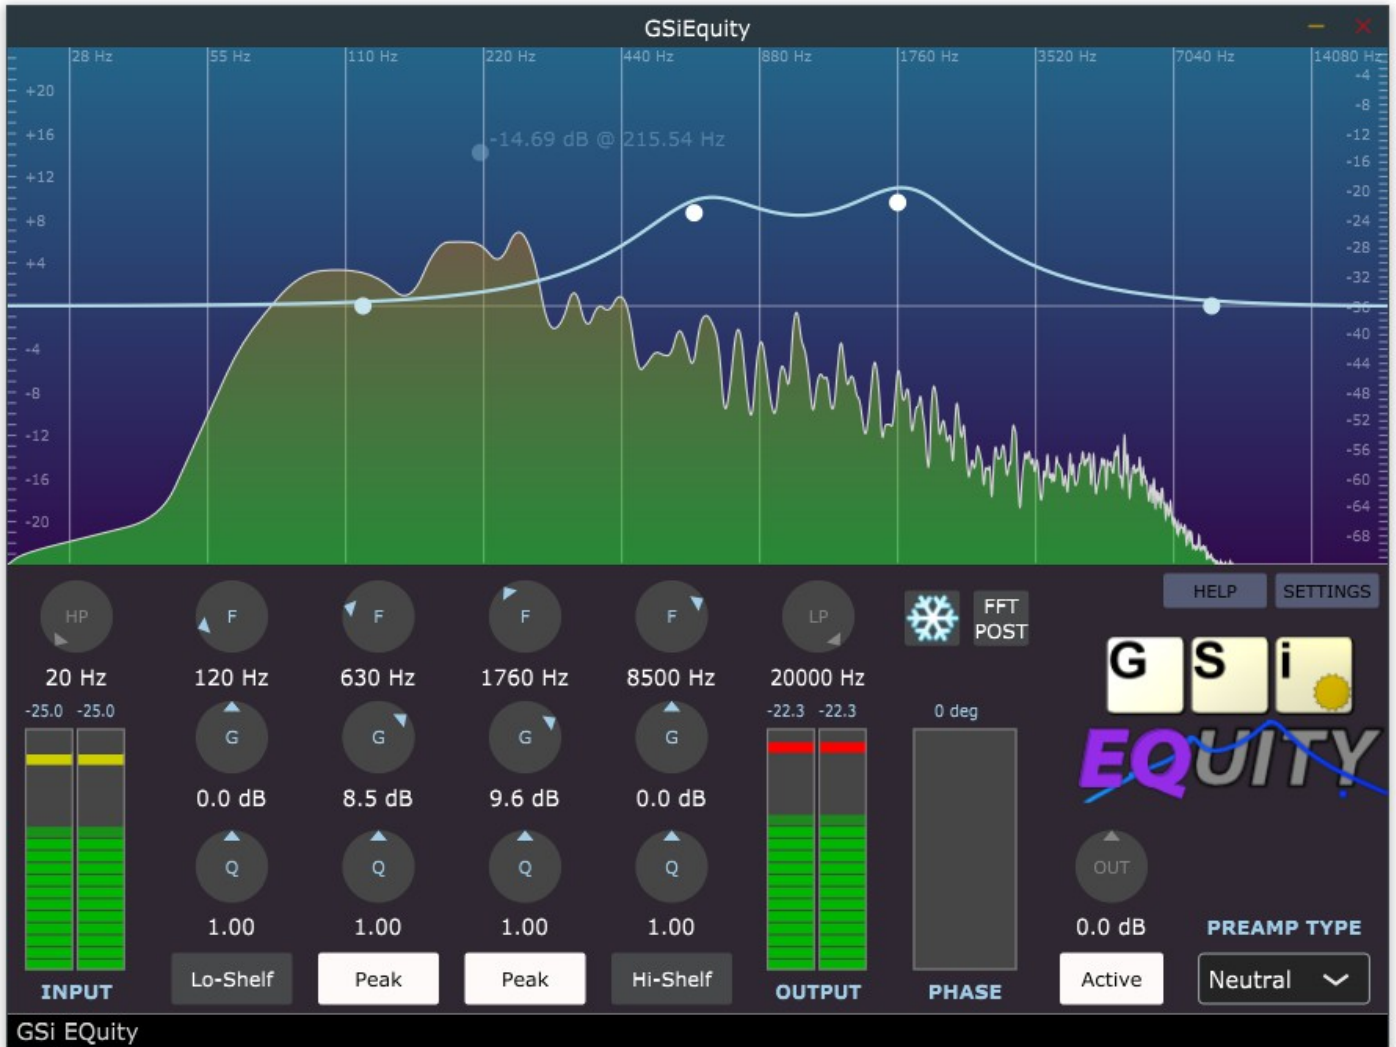 GSiEquity
28 Hz 55 Hz 110 Hz 220 Hz 440 Hz 880 Hz 1760 Hz 3520 Hz 7040 Hz 14080 Hz
-4
+20
-8
+16 -14.69 dB @ 215.54 Hz -12
-16
+12 -20
+8 -24
-28
+4 -32
-36
-40
-4 -44
-8 -48
-52
-12 -56
-16 -60
-64
-20 -68
HELP SETTINGS
HP F F F F LP FFT
POST
20 Hz 120 Hz 630 Hz 1760 Hz 8500 Hz 20000 Hz
G S i
-25.0 -25.0 -22.3 -22.3 0 deg
G G G G
EQUITY
0.0 dB 8.5 dB 9.6 dB 0.0 dB
Q Q Q Q OUT
1.00 1.00 1.00 1.00 0.0 dB PREAMP TYPE
Lo-Shelf Peak Peak Hi-Shelf Active Neutral
INPUT OUTPUT PHASE
GSi EQuity